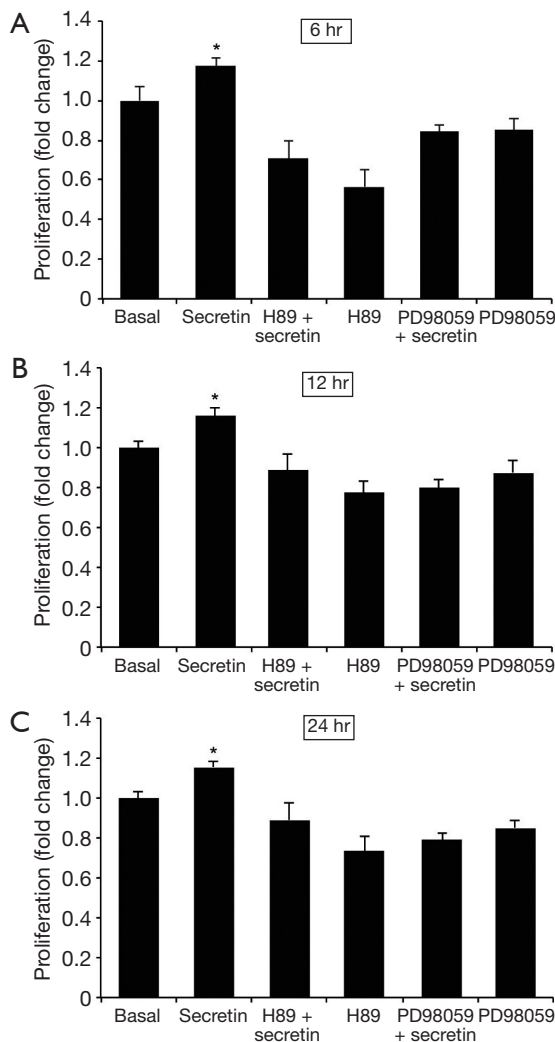 A
6 hr
Proliferation (fold change)
1.4
1.2
1.0
0.8
0.6
0.4
0.2
0
*
Basal
Secretin
H89 +
secretin
H89
PD98059
+ secretin
PD98059
B
12 hr
Proliferation (fold change)
1.4
1.2
1.0
0.8
0.6
0.4
0.2
0
*
Basal
Secretin
H89 +
secretin
H89
PD98059
+ secretin
PD98059
C
24 hr
Proliferation (fold change)
1.4
1.2
1.0
0.8
0.6
0.4
0.2
0
*
Basal
Secretin
H89 +
secretin
H89
PD98059
+ secretin
PD98059